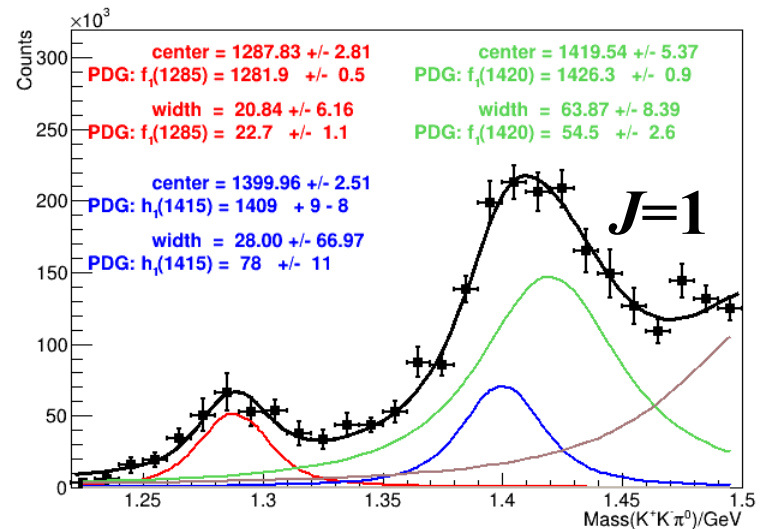 ×10³
Counts
300
250
200
150
100
50
0
center = 1287.83 +/- 2.81
PDG: f₁(1285) = 1281.9 +/- 0.5
width = 20.84 +/- 6.16
PDG: f₁(1285) = 22.7 +/- 1.1
center = 1399.96 +/- 2.51
PDG: h₁(1415) = 1409 + 9 - 8
width = 28.00 +/- 66.97
PDG: h₁(1415) = 78 +/- 11
center = 1419.54 +/- 5.37
PDG: f₁(1420) = 1426.3 +/- 0.9
width = 63.87 +/- 8.39
PDG: f₁(1420) = 54.5 +/- 2.6
J=1
1.25 1.3 1.35 1.4 1.45 1.5
Mass(K⁺K⁻π⁰)/GeV